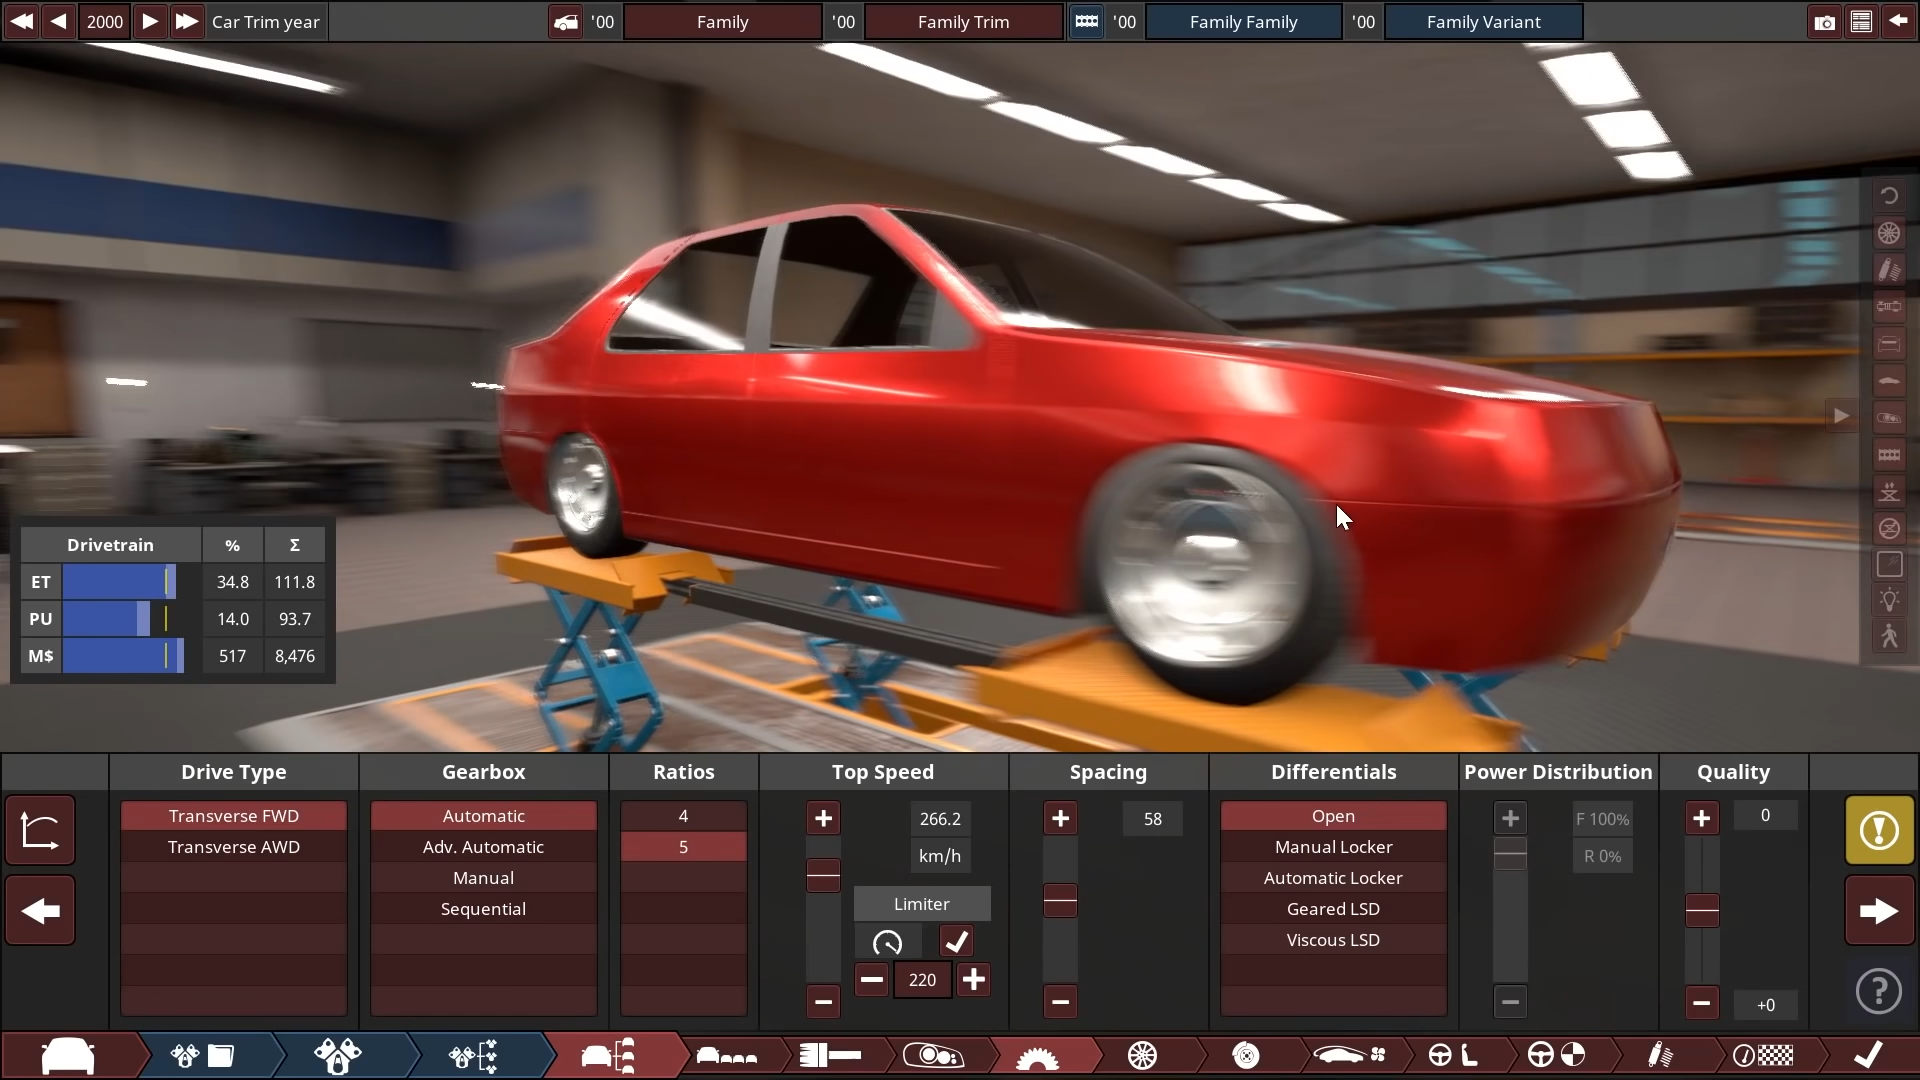 2000 Car Trim year '00 Family '00 Family Trim '00 Family Family '00 Family Variant
Drivetrain % Σ
ET 34.8 111.8
PU 14.0 93.7
M$ 517 8,476
Drive Type Gearbox Ratios Top Speed Spacing Differentials Power Distribution Quality
Transverse FWD
Transverse AWD
Automatic
Adv. Automatic
Manual
Sequential
4
5
266.2
km/h
Limiter
220
58
Open
Manual Locker
Automatic Locker
Geared LSD
Viscous LSD
F 100%
R 0%
0
+0